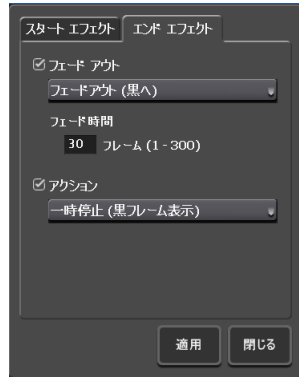 スタート エフェクト エンド エフェクト
フェード アウト
フェードアウト (黒へ)
フェード時間
30 フレーム (1 - 300)
アクション
一時停止 (黒フレーム表示)
適用 閉じる